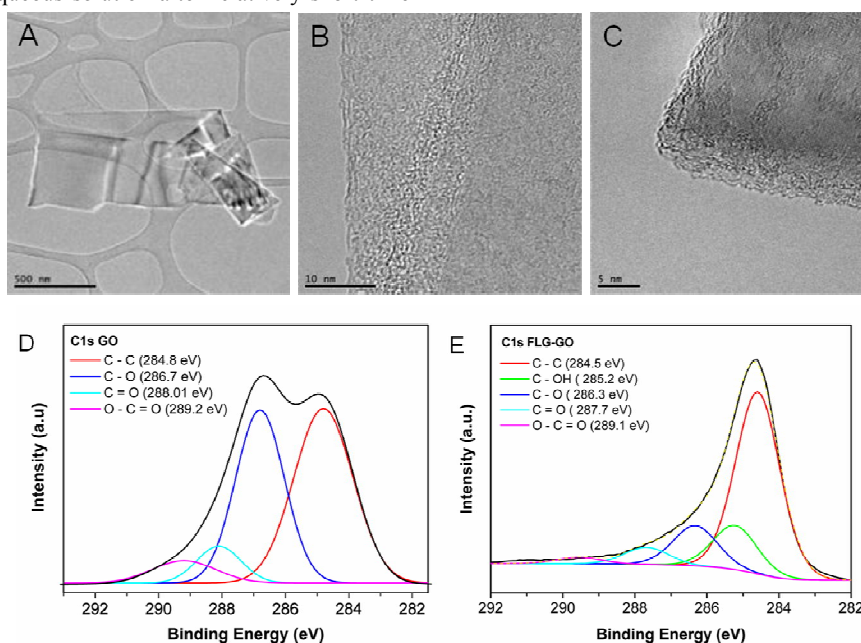 A
B
C
500 nm
10 nm
5 nm
D
C1s GO
C - C (284.8 eV)
C - O (286.7 eV)
C = O (288.01 eV)
O - C = O (289.2 eV)
Intensity (a.u)
292 290 288 286 284 282
Binding Energy (eV)
E
C1s FLG-GO
C - C (284.5 eV)
C - OH ( 285.2 eV)
C - O ( 286.3 eV)
C = O ( 287.7 eV)
O - C = O (289.1 eV)
Intensity (a.u.)
292 290 288 286 284 282
Binding Energy (eV)